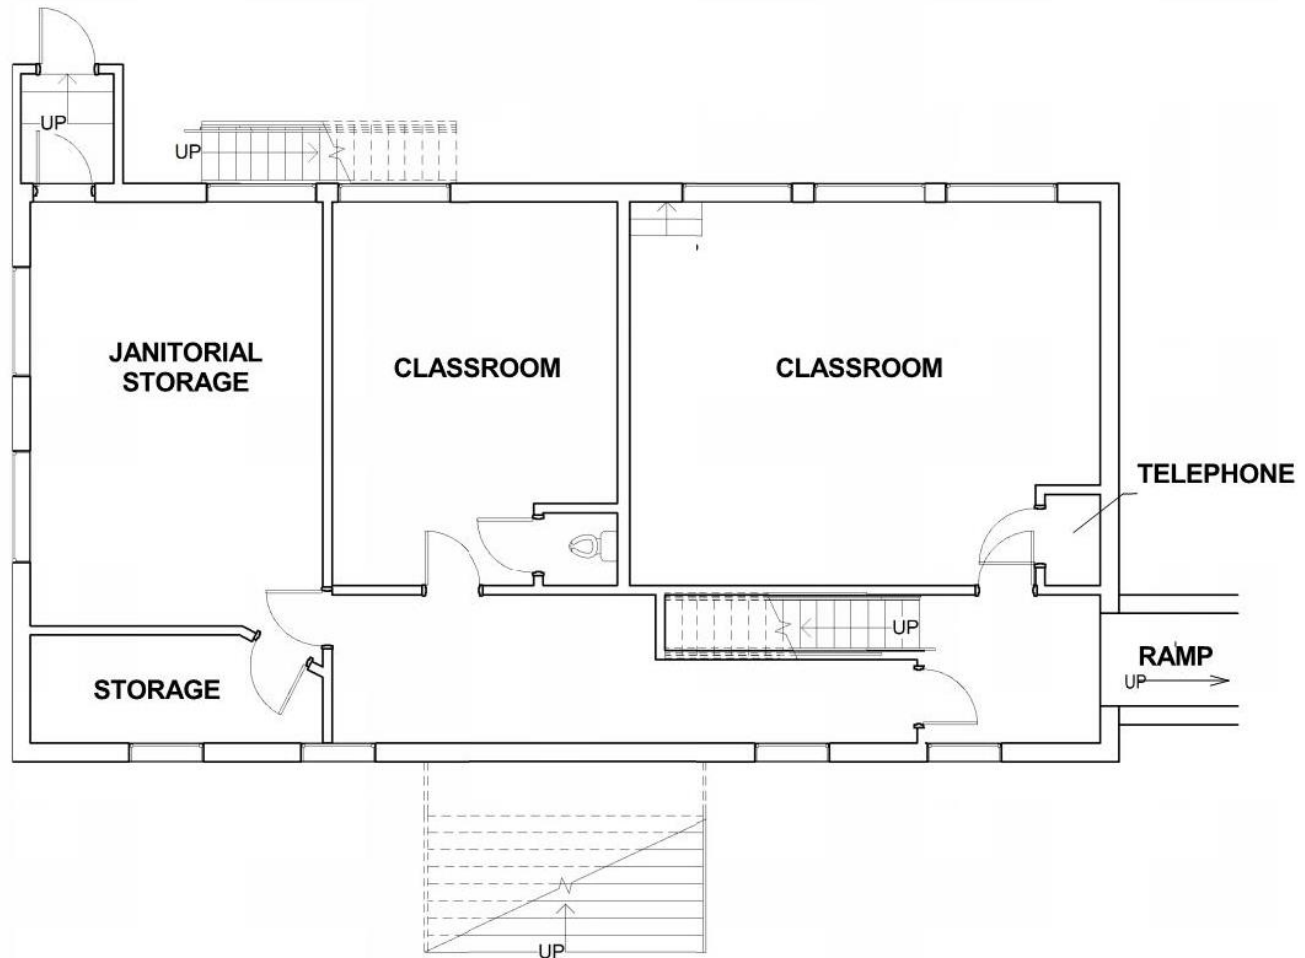 UP
UP
JANITORIAL
STORAGE
CLASSROOM
CLASSROOM
TELEPHONE
UP
RAMP
UP
STORAGE
UP